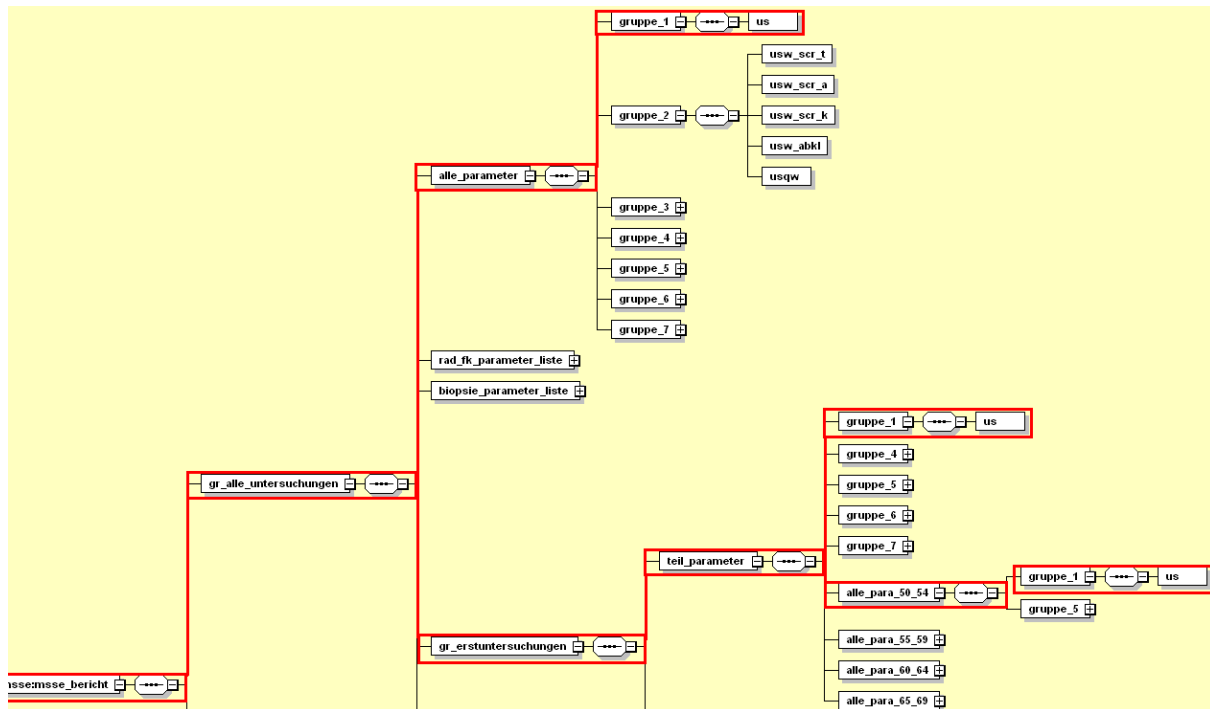 gruppe_1
us
usw_scr_t
usw_scr_a
gruppe_2
usw_scr_k
usw_abkl
alle_parameter
usqw
gruppe_3
gruppe_4
gruppe_5
gruppe_6
gruppe_7
rad_fk_parameter_liste
biopsie_parameter_liste
gruppe_1
us
gruppe_4
gr_alle_untersuchungen
gruppe_5
gruppe_6
gruppe_7
teil_parameter
gruppe_1
us
alle_para_50_54
gruppe_5
alle_para_55_59
gr_erstuntersuchungen
alle_para_60_64
nsse:msse_bericht
alle_para_65_69